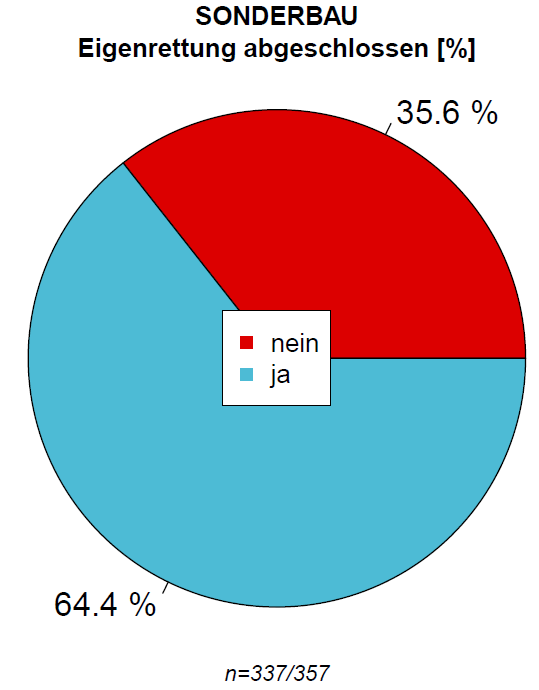 SONDERBAU
Eigenrettung abgeschlossen [%]
35.6 %
nein
ja
64.4 %
n=337/357